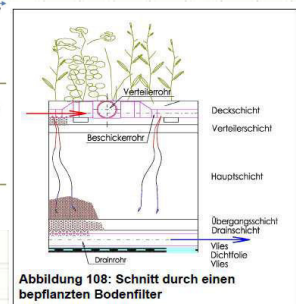 Verteilerrohr
Deckschicht
Beschickerrohr
Verteilerschicht
Hauptschicht
Übergangsschicht
Drainschicht
Vlies
Drainrohr
Dichtfolie
Vlies
Abbildung 108: Schnitt durch einen
bepflanzten Bodenfilter